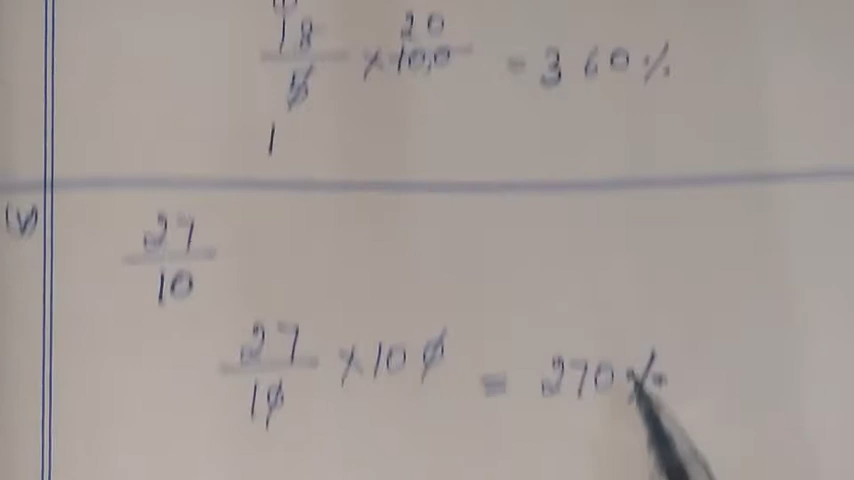 18/5 × 100 20 = 360%
1
(v) 27/10
27/10 × 100 = 270%